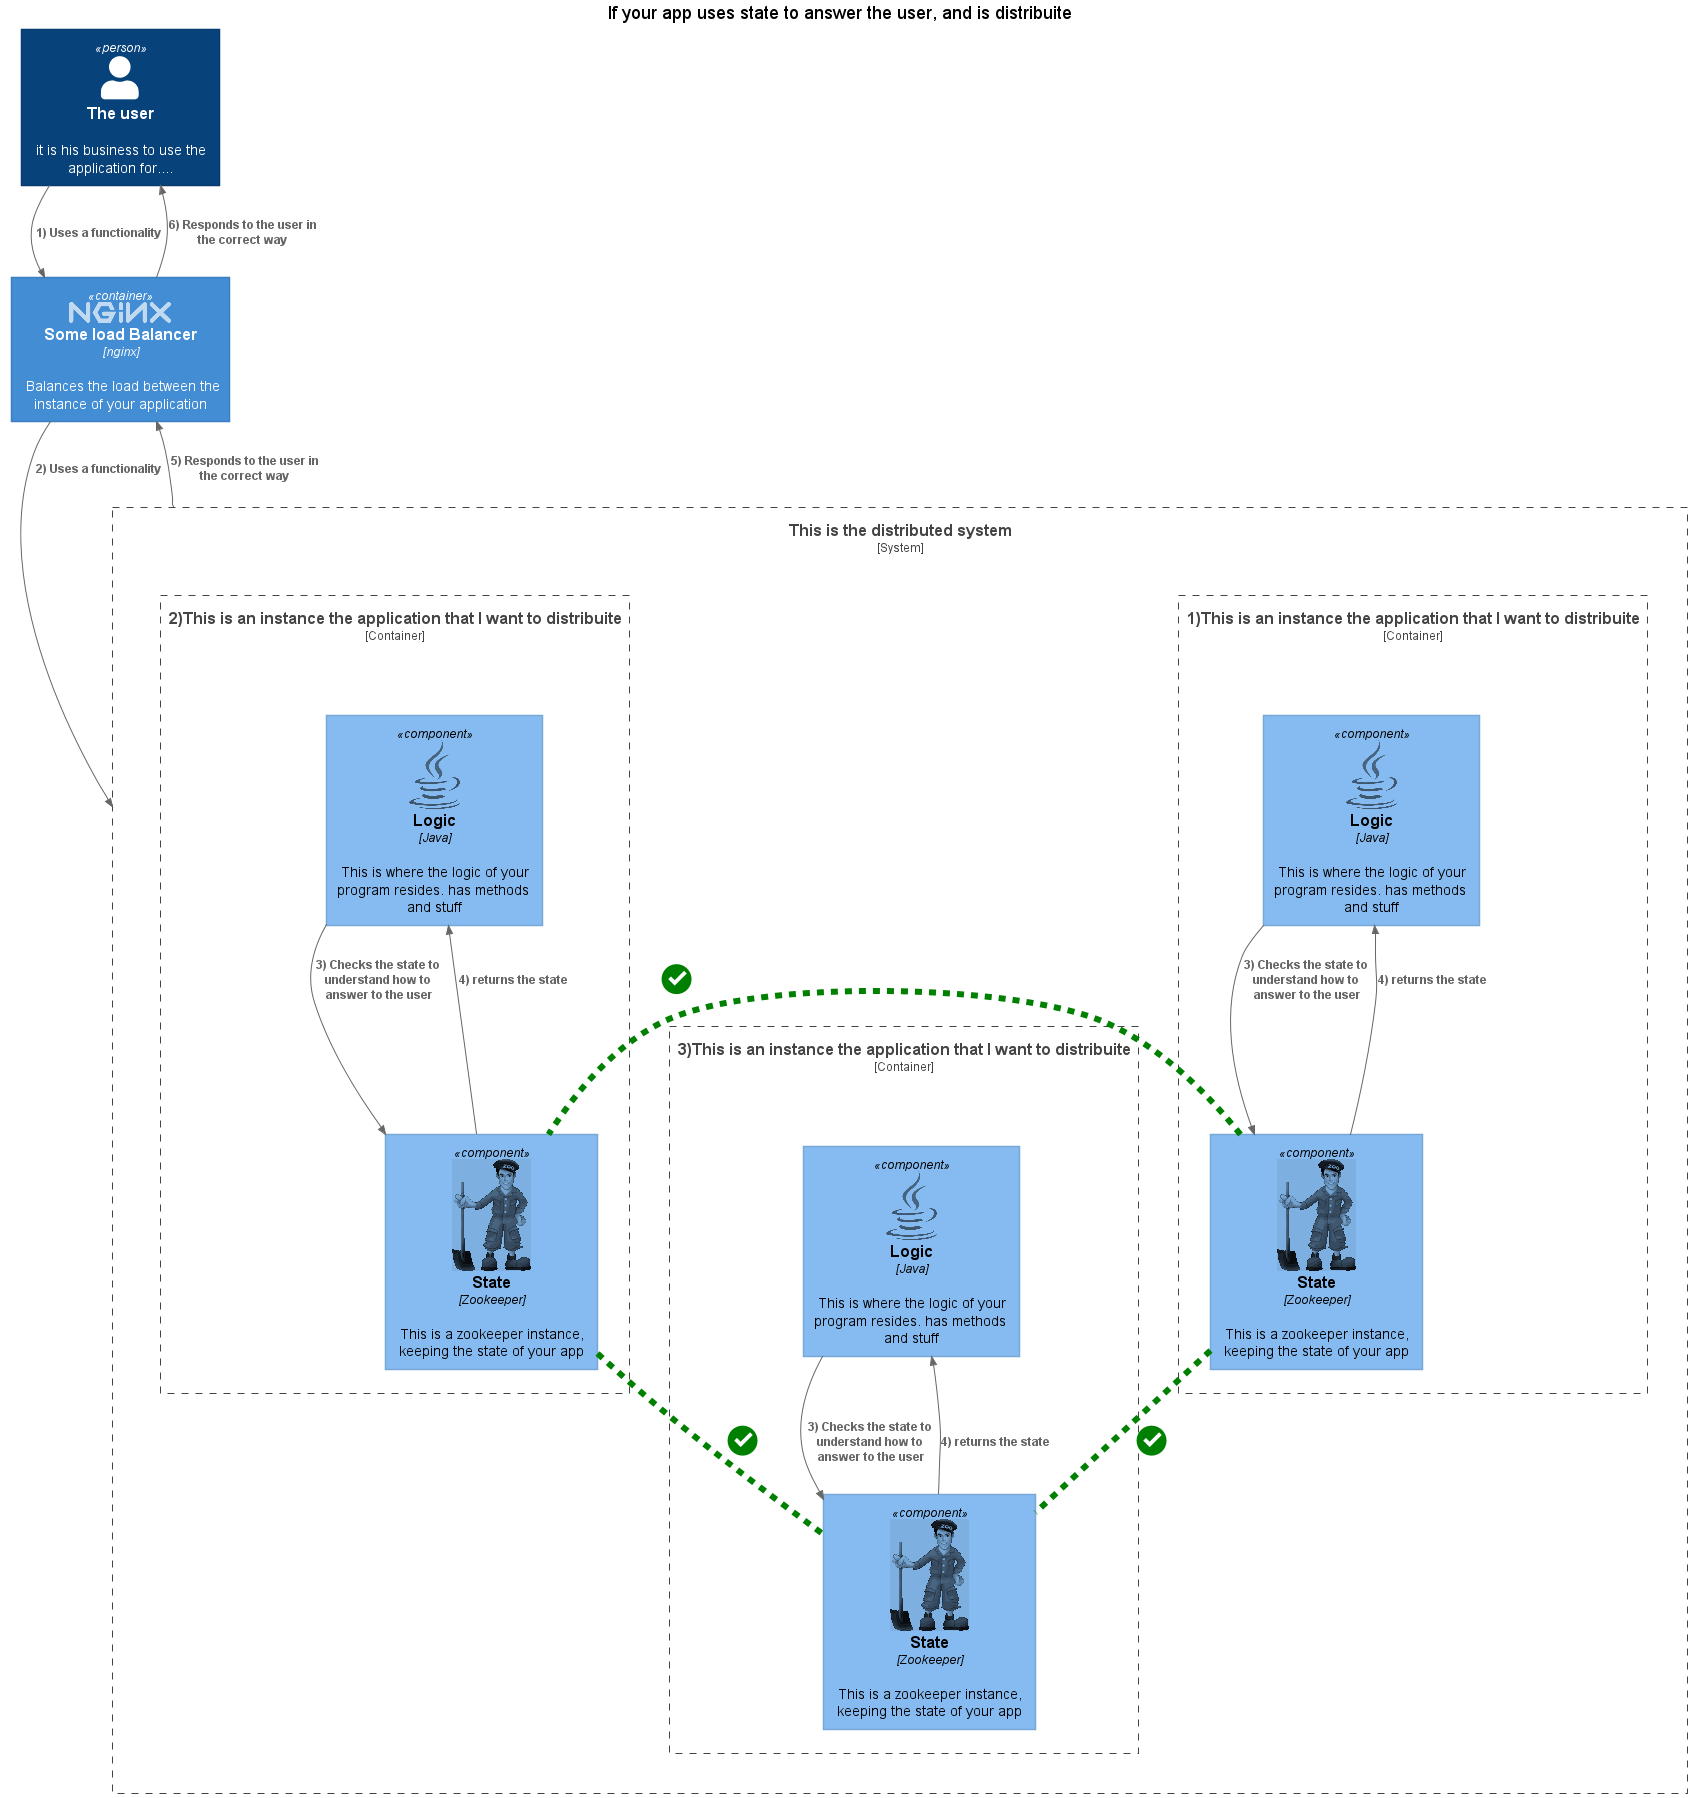 If your app uses state to answer the user, and is distribuite
«person»
The user
it is his business to use the
application for....
1) Uses a functionality
6) Responds to the user in
the correct way
«container»
NGINX
Some load Balancer
[nginx]
Balances the load between the
instance of your application
2) Uses a functionality
5) Responds to the user in
the correct way
This is the distributed system
[System]
2)This is an instance the application that I want to distribuite
[Container]
«component»
Logic
[Java]
This is where the logic of your
program resides. has methods
and stuff
3) Checks the state to
understand how to
answer to the user
4) returns the state
«component»
ZOO
State
[Zookeeper]
This is a zookeeper instance,
keeping the state of your app
1)This is an instance the application that I want to distribuite
[Container]
«component»
Logic
[Java]
This is where the logic of your
program resides. has methods
and stuff
3) Checks the state to
understand how to
answer to the user
4) returns the state
«component»
ZOO
State
[Zookeeper]
This is a zookeeper instance,
keeping the state of your app
3)This is an instance the application that I want to distribuite
[Container]
«component»
Logic
[Java]
This is where the logic of your
program resides. has methods
and stuff
3) Checks the state to
understand how to
answer to the user
4) returns the state
«component»
ZOO
State
[Zookeeper]
This is a zookeeper instance,
keeping the state of your app